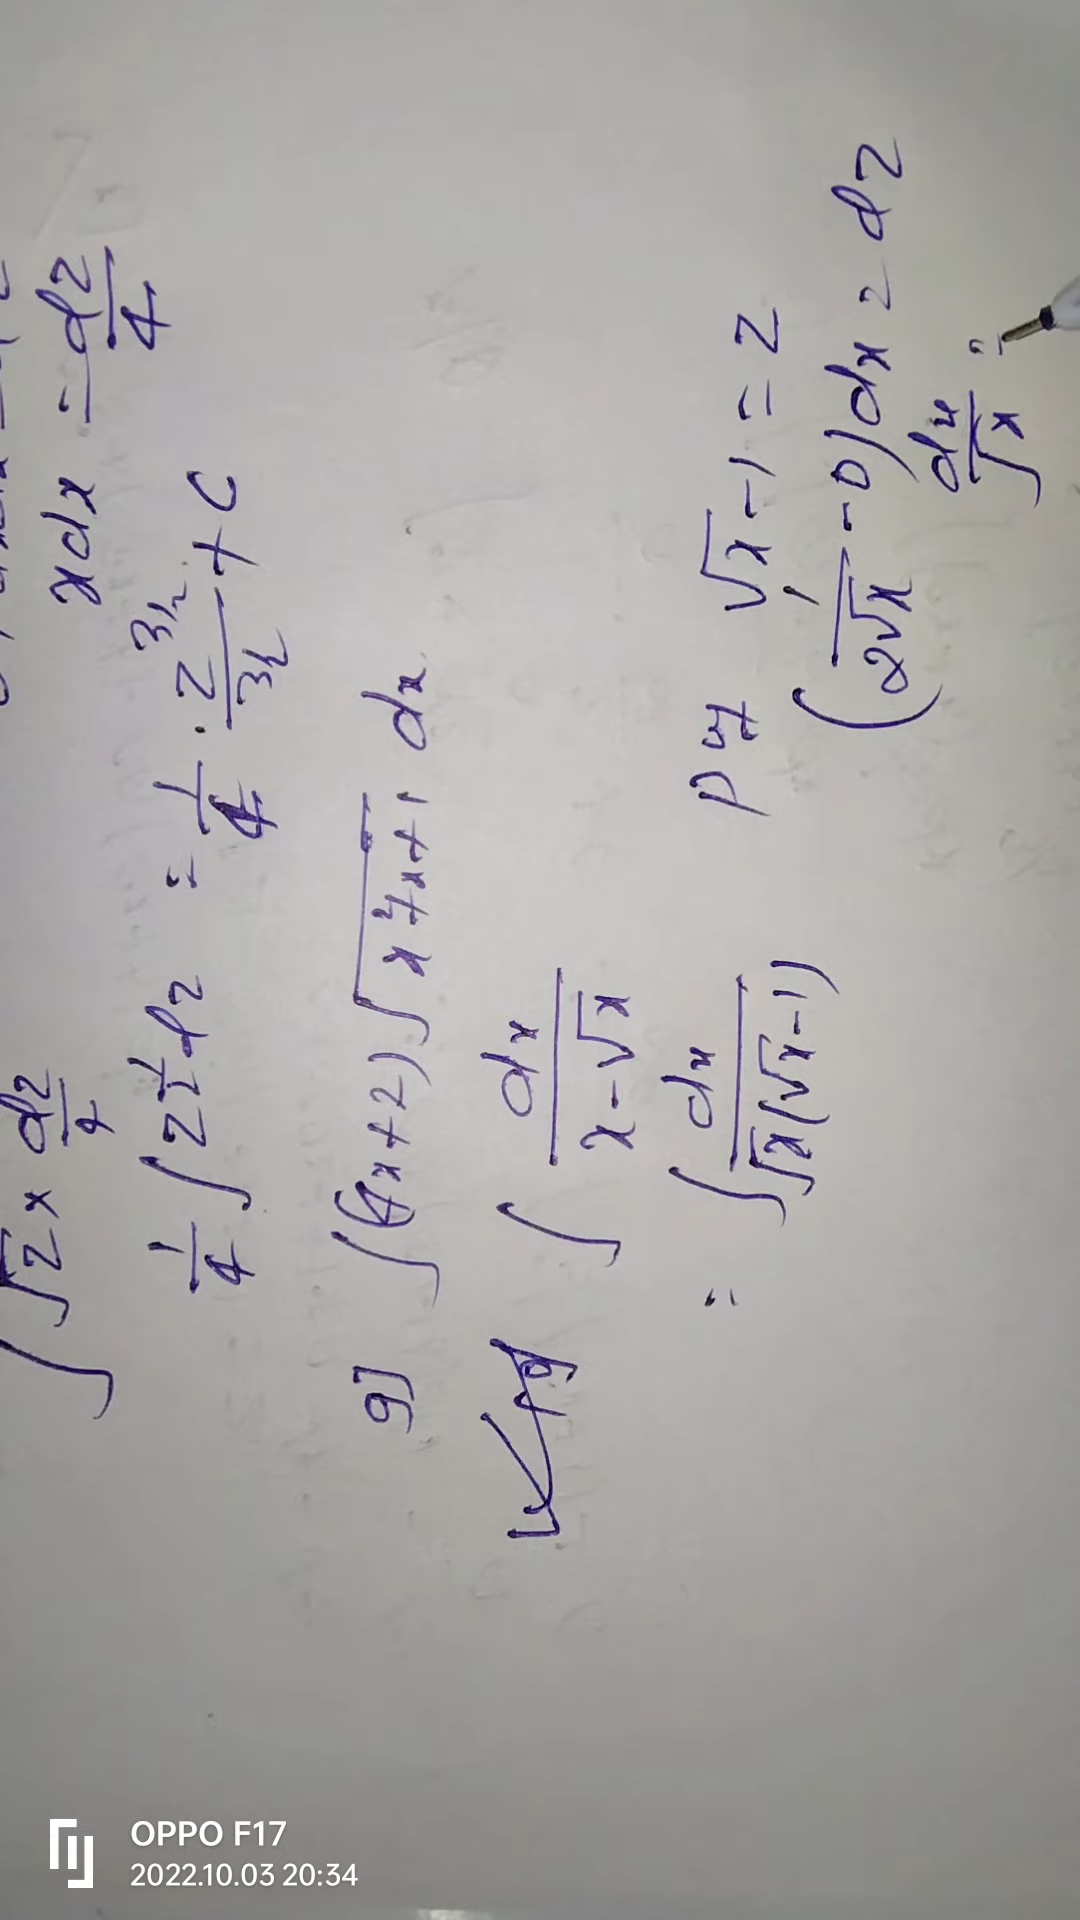 xdx = dz/4
∫ √z × dz/4
1/4 ∫ z^(1/2) dz = 1/4 · z^(3/2)/(3/2) + C
9] ∫(4x+2) √(x²+x+1) dx
∫ dx/(x-√x)
= ∫ dx/(√x(√x-1))
Put √x-1 = z
(1/(2√x) - 0)dx = dz
dx/√x =
OPPO F17
2022.10.03 20:34